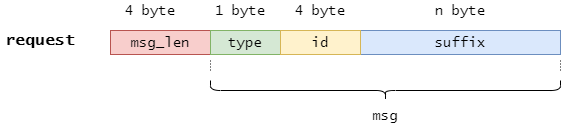 4 byte 1 byte 4 byte n byte
request msg_len type id suffix
msg